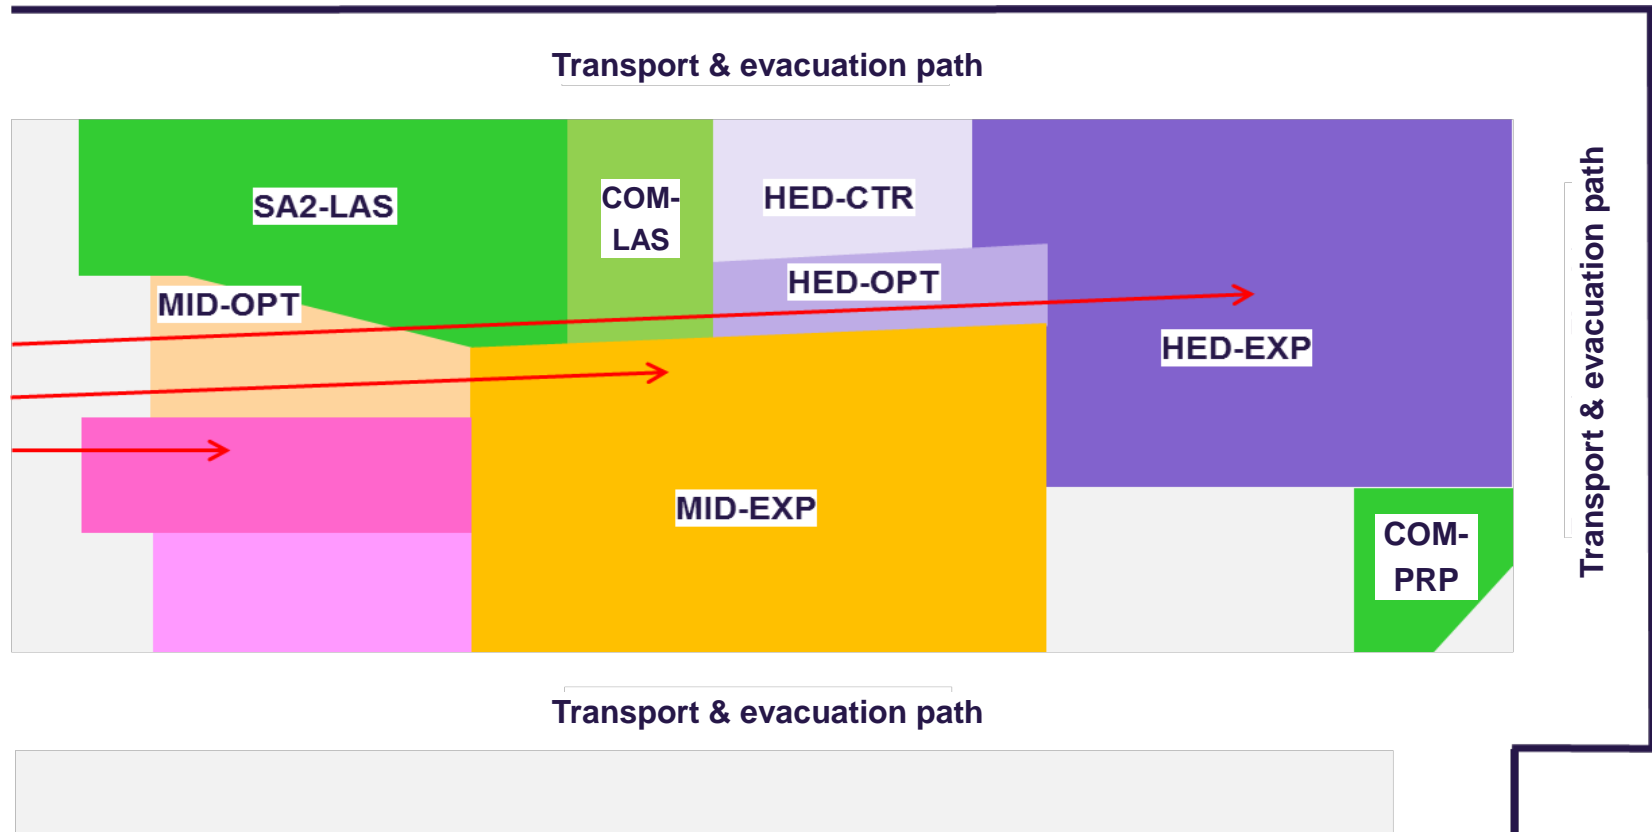 Transport & evacuation path
SA2-LAS
COM-
LAS
HED-CTR
HED-OPT
MID-OPT
HED-EXP
MID-EXP
COM-
PRP
Transport & evacuation path
Transport & evacuation path